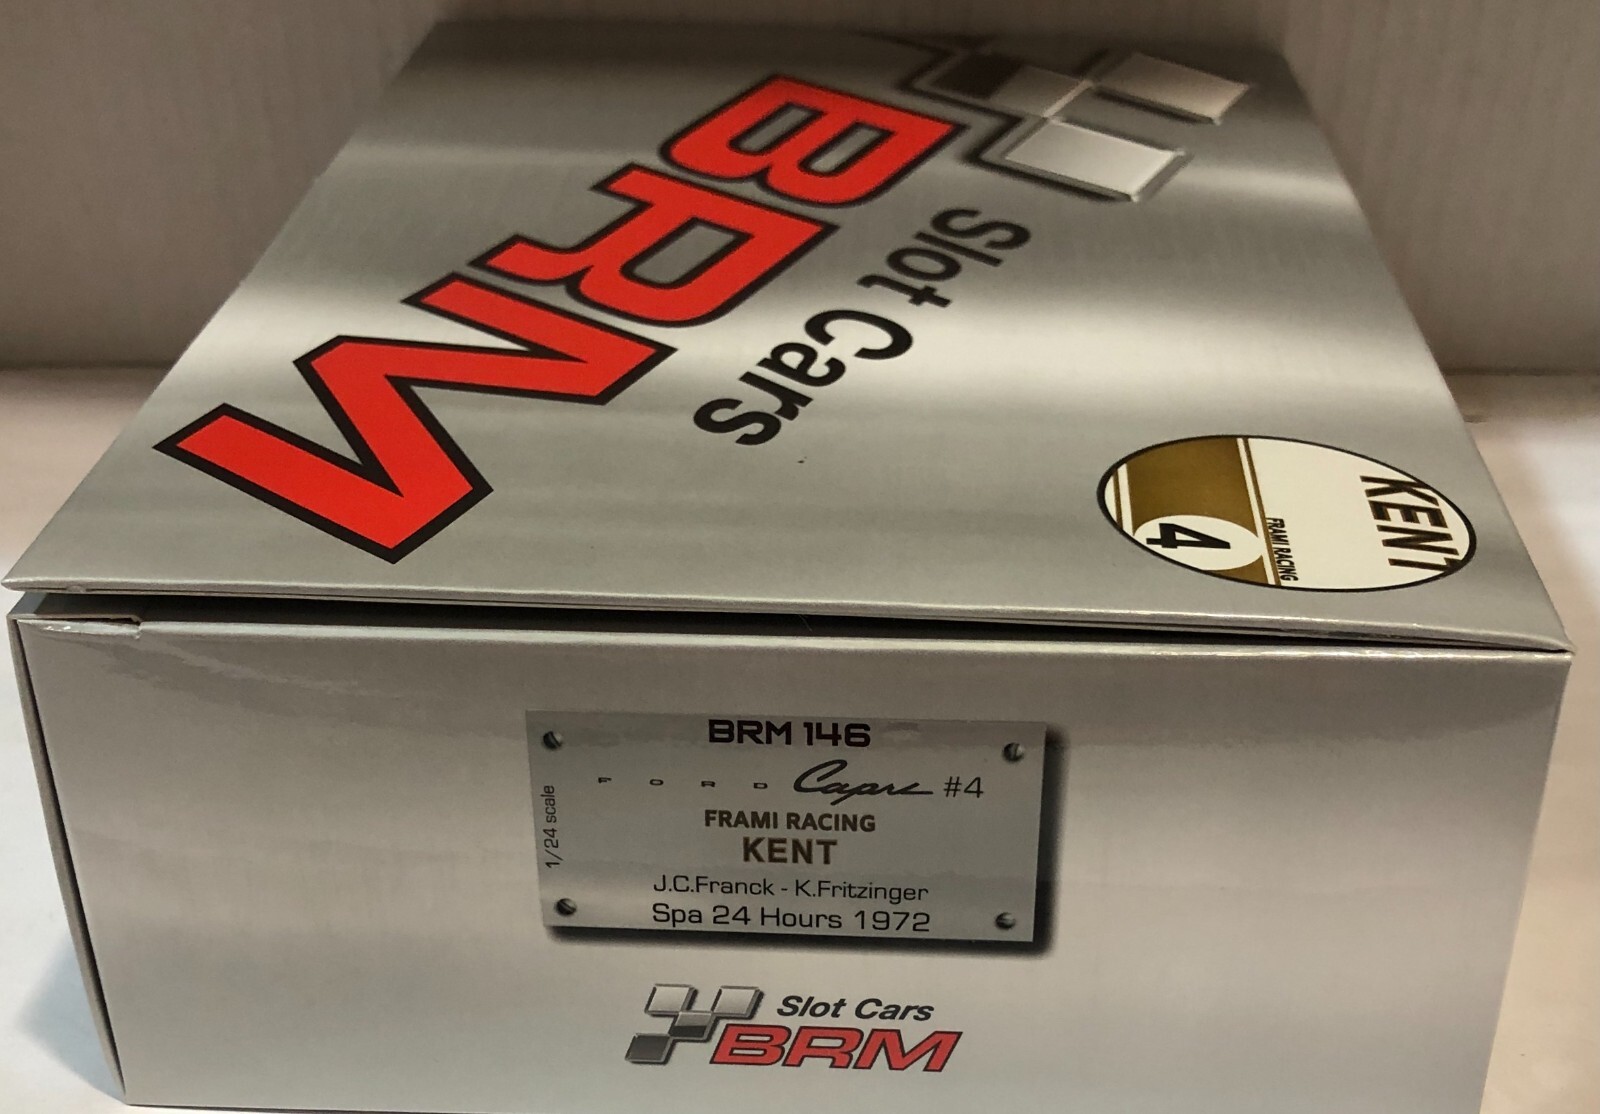 BRM
Slot Cars
KENT
FRAMI RACING
4
BRM 146
FORD Capri #4
1/24 scale
FRAMI RACING
KENT
J.C.Franck - K.Fritzinger
Spa 24 Hours 1972
Slot Cars
BRM